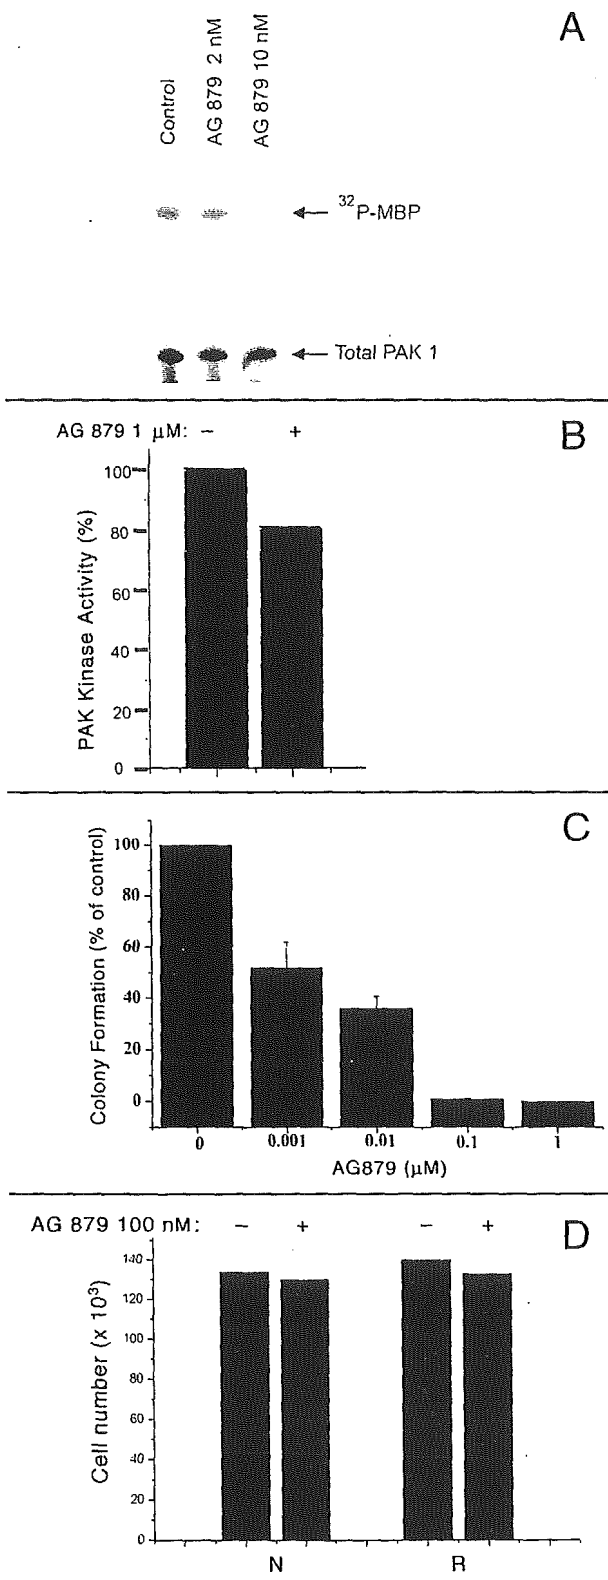 A
Control
AG 879 2 nM
AG 879 10 nM
32P-MBP
Total PAK 1
B
AG 879 1 μM: – +
PAK Kinase Activity (%)
100
80
60
40
20
0
C
Colony Formation (% of control)
100
80
60
40
20
0
0 0.001 0.01 0.1 1
AG879 (μM)
D
AG 879 100 nM: – + – +
Cell number (x 10³)
140
120
100
80
60
40
20
0
N R